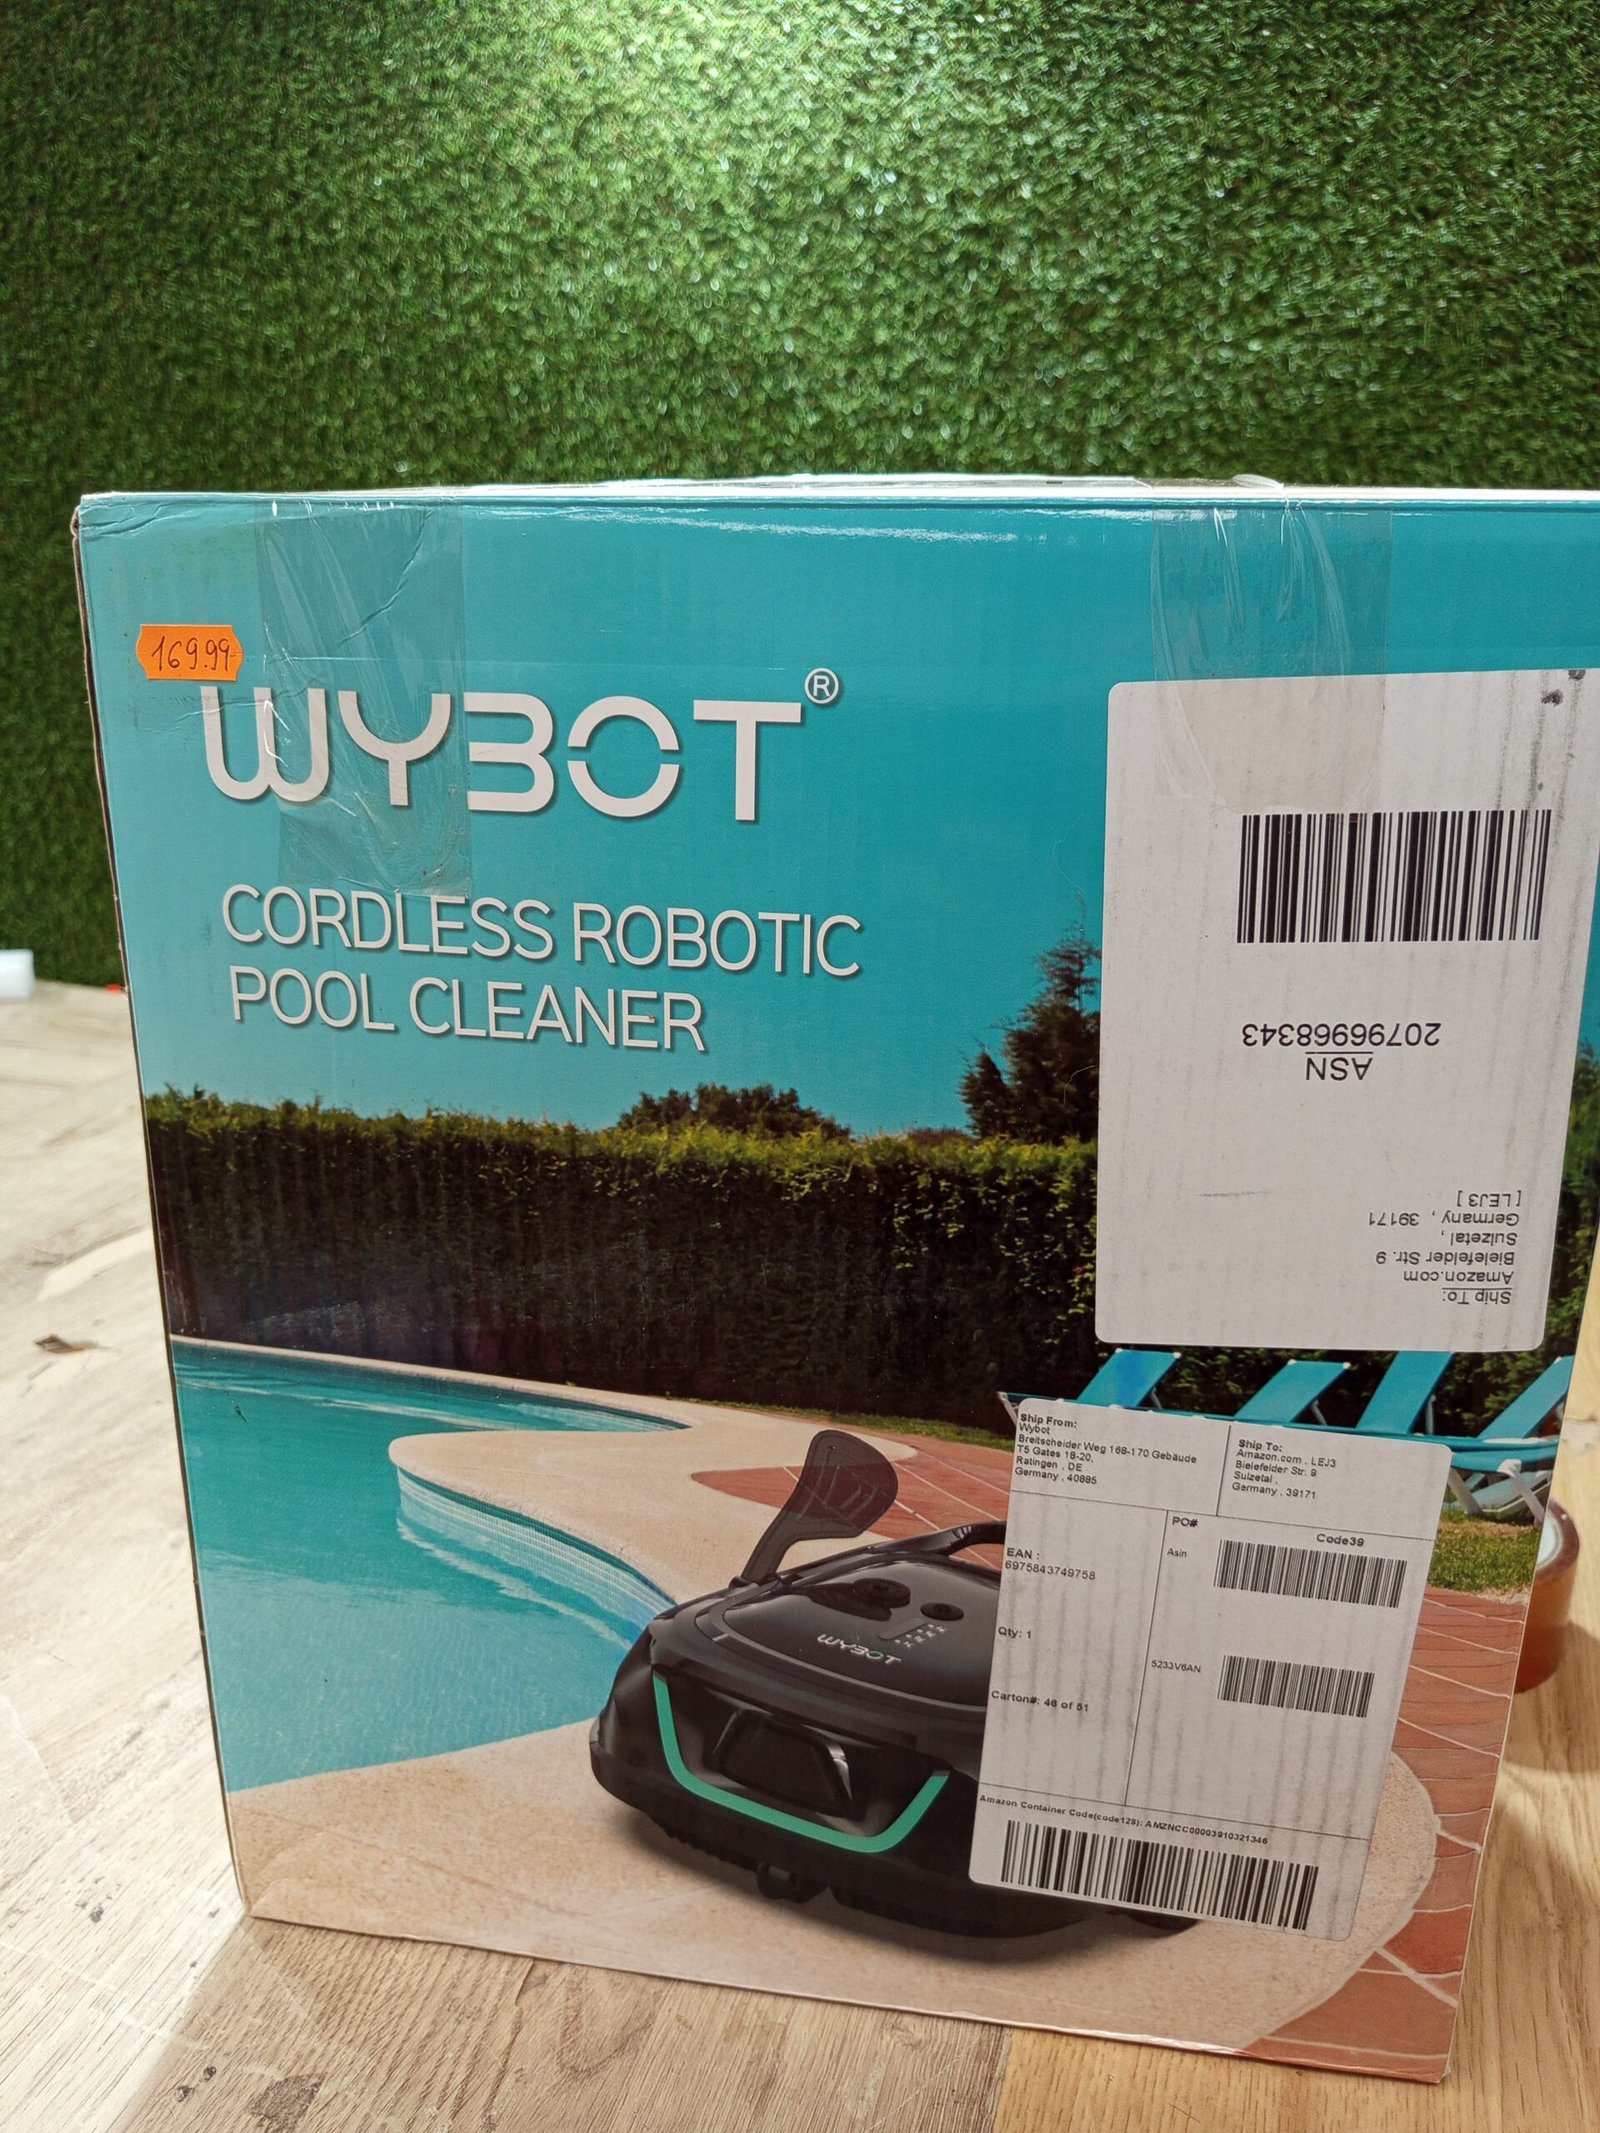 169.99
WYBOT®
CORDLESS ROBOTIC
POOL CLEANER
Ship To:
Amazon.com
Bielefelder Str. 9
Sulzetal ,
Germany , 39171
[ LEJ3 ]
ASN
20796968343
Ship From:
Wybot
Breitscheider Weg 168-170 Gebäude
T5 Gates 18-20,
Ratingen , DE
Germany , 40885
Ship To:
Amazon.com , LEJ3
Bielefelder Str. 9
Sulzetal ,
Germany , 39171
EAN :
6975843749758
Qty: 1
Carton#: 46 of 51
PO#
Code39
Asin
5233V6AN
Amazon Container Code(code128): AMZNCC00003910321346
WYBOT